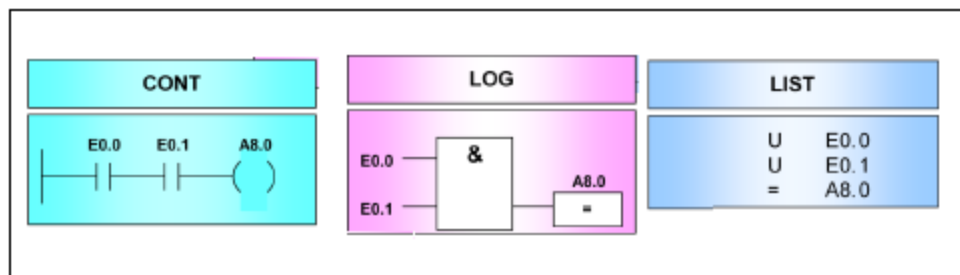 CONT
E0.0 E0.1 A8.0
LOG
E0.0
&
E0.1
A8.0
=
LIST
U E0.0
U E0.1
= A8.0